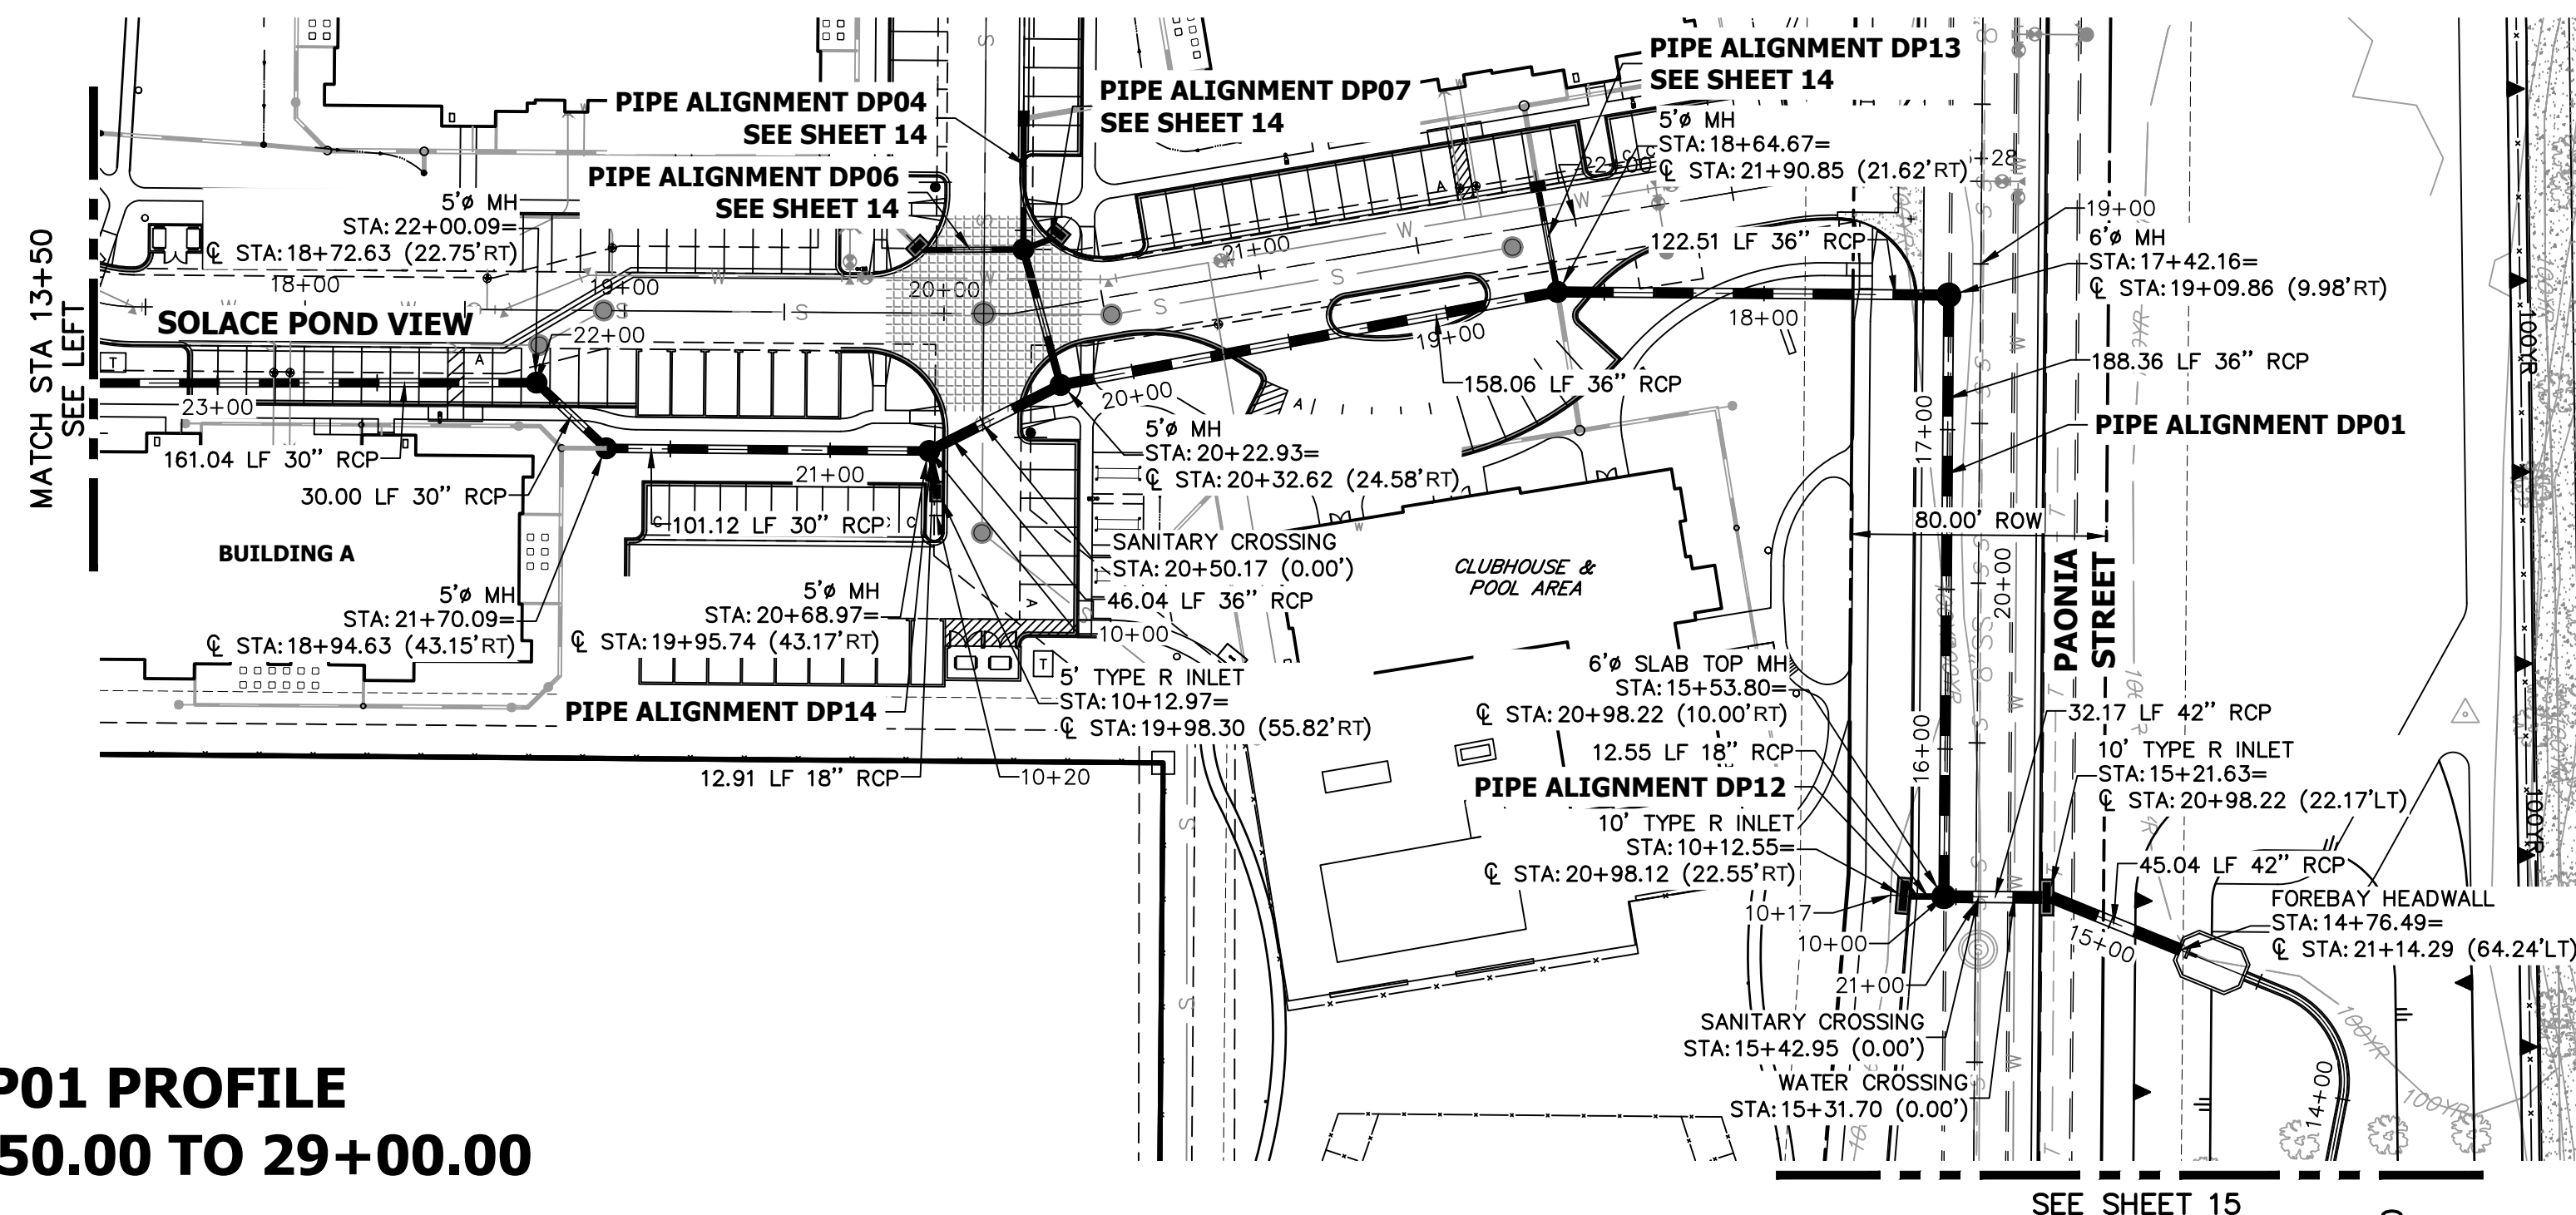 PIPE ALIGNMENT DP04
SEE SHEET 14
PIPE ALIGNMENT DP07
SEE SHEET 14
PIPE ALIGNMENT DP13
SEE SHEET 14
5'ø MH
STA:18+64.67=
℄ STA:21+90.85 (21.62'RT)
22+00
PIPE ALIGNMENT DP06
SEE SHEET 14
5'ø MH
STA:22+00.09=
℄ STA:18+72.63 (22.75'RT)
MATCH STA 13+50
SEE LEFT
18+00
19+00
20+00
21+00
SOLACE POND VIEW
22+00
23+00
161.04 LF 30" RCP
30.00 LF 30" RCP
21+00
101.12 LF 30" RCP
BUILDING A
5'ø MH
STA:21+70.09=
℄ STA:18+94.63 (43.15'RT)
5'ø MH
STA:20+68.97=
℄ STA:19+95.74 (43.17'RT)
PIPE ALIGNMENT DP14
12.91 LF 18" RCP
10+20
122.51 LF 36" RCP
18+00
19+00
158.06 LF 36" RCP
20+00
5'ø MH
STA:20+22.93=
℄ STA:20+32.62 (24.58'RT)
SANITARY CROSSING
STA:20+50.17 (0.00')
46.04 LF 36" RCP
10+00
5' TYPE R INLET
STA:10+12.97=
℄ STA:19+98.30 (55.82'RT)
CLUBHOUSE &
POOL AREA
19+00
6'ø MH
STA:17+42.16=
℄ STA:19+09.86 (9.98'RT)
188.36 LF 36" RCP
PIPE ALIGNMENT DP01
17+00
80.00' ROW
20+00
PAONIA
STREET
16+00
6'ø SLAB TOP MH
STA:15+53.80=
℄ STA:20+98.22 (10.00'RT)
12.55 LF 18" RCP
PIPE ALIGNMENT DP12
10' TYPE R INLET
STA:10+12.55=
℄ STA:20+98.12 (22.55'RT)
10+17
10+00
21+00
SANITARY CROSSING
STA:15+42.95 (0.00')
WATER CROSSING
STA:15+31.70 (0.00')
32.17 LF 42" RCP
10' TYPE R INLET
STA:15+21.63=
℄ STA:20+98.22 (22.17'LT)
45.04 LF 42" RCP
FOREBAY HEADWALL
STA:14+76.49=
℄ STA:21+14.29 (64.24'LT)
15+00
14+00
100YR
100YR
100YR
100YR
P01 PROFILE
50.00 TO 29+00.00
SEE SHEET 15